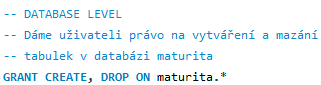 -- DATABASE LEVEL
-- Dáme uživateli právo na vytváření a mazání
-- tabulek v databázi maturita
GRANT CREATE, DROP ON maturita.*